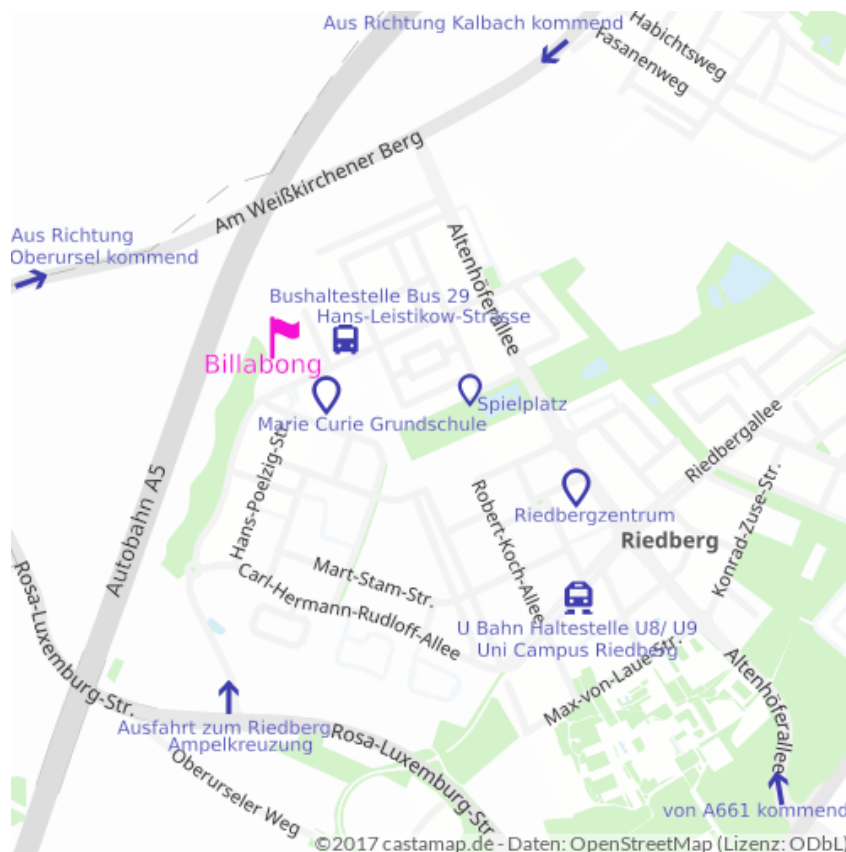 Aus Richtung Kalbach kommend
Habichtsweg
Fasanenweg
Am Weißkirchener Berg
Aus Richtung
Oberursel kommend
Altenhöferallee
Bushaltestelle Bus 29
Hans-Leistikow-Strasse
Billabong
Spielplatz
Marie Curie Grundschule
Riedbergallee
Hans-Poelzig-Str.
Autobahn A5
Robert-Koch-Allee
Riedbergzentrum
Riedberg
Konrad-Zuse-Str.
Mart-Stam-Str.
Carl-Hermann-Rudloff-Allee
Rosa-Luxemburg-Str.
U Bahn Haltestelle U8/ U9
Uni Campus Riedberg
Max-von-Laue-Str.
Altenhöferallee
Ausfahrt zum Riedberg
Ampelkreuzung
Rosa-Luxemburg-Str.
Oberurseler Weg
von A661 kommend
©2017 castamap.de - Daten: OpenStreetMap (Lizenz: ODbL)